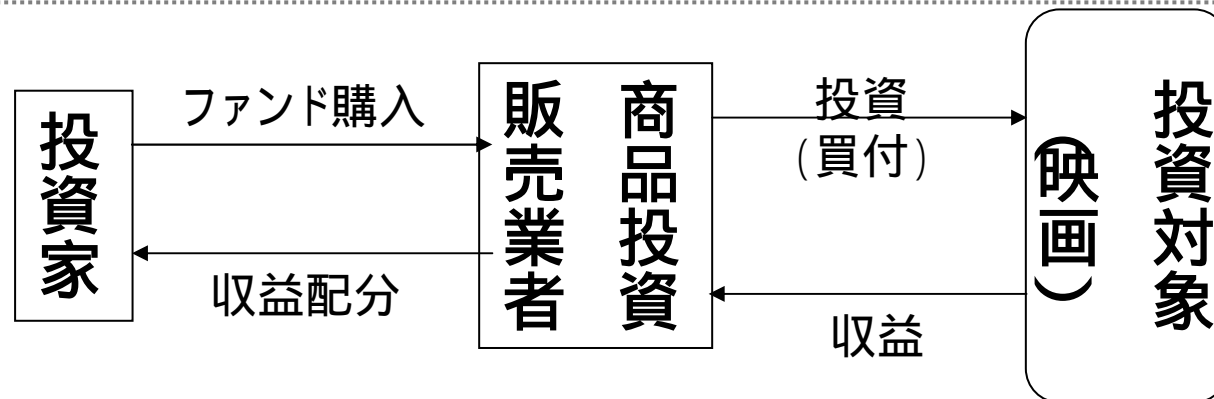 投資家
ファンド購入
収益配分
商品投資
販売業者
投資
(買付)
収益
投資対象
(映画)